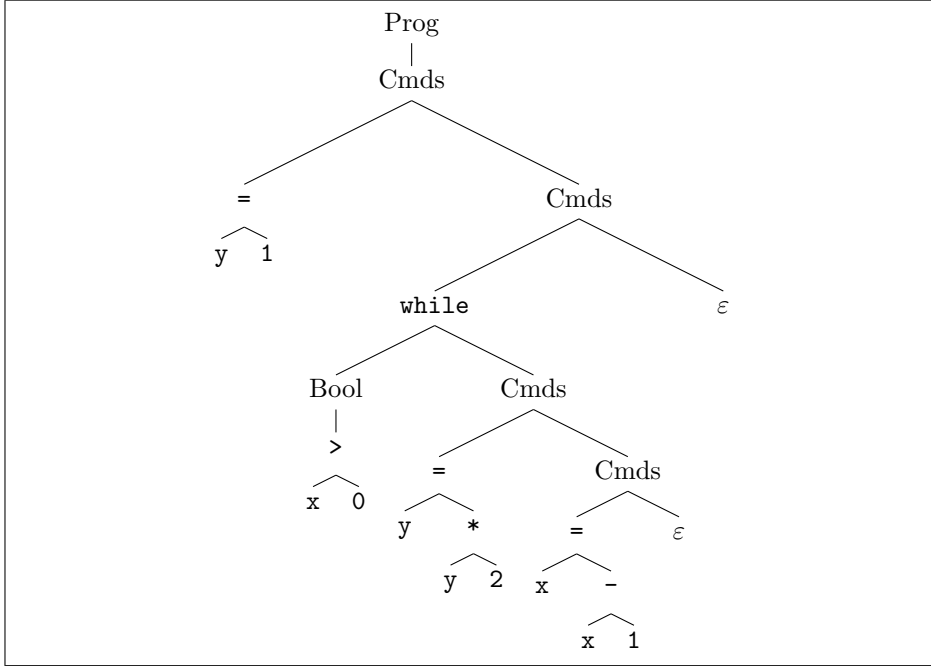 Prog
Cmds
= Cmds
y 1
while ε
Bool Cmds
> = Cmds
x 0 y * = ε
y 2 x -
x 1